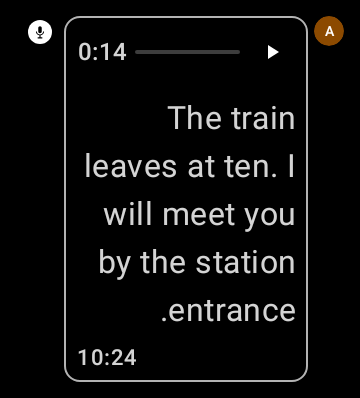 0:14
A
The train
leaves at ten. I
will meet you
by the station
.entrance
10:24